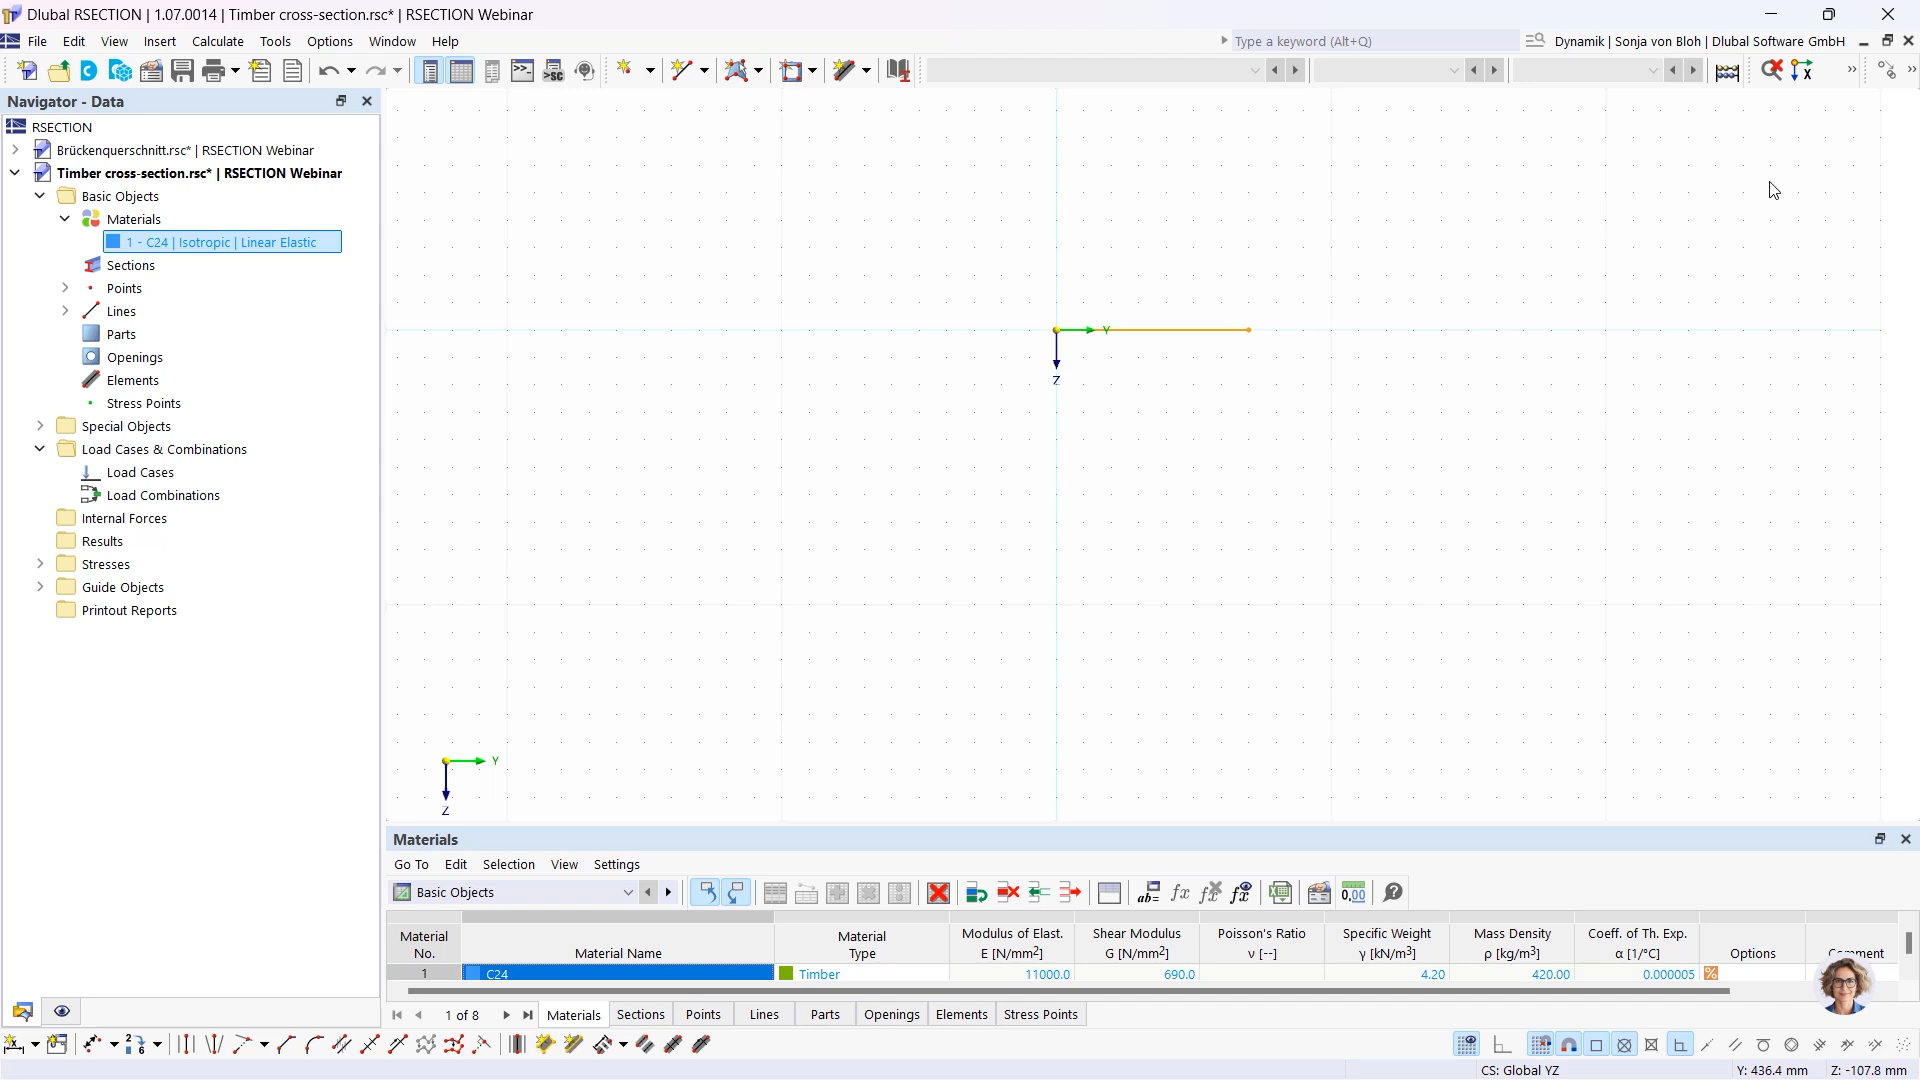 Dlubal RSECTION | 1.07.0014 | Timber cross-section.rsc* | RSECTION Webinar
File Edit View Insert Calculate Tools Options Window Help
Type a keyword (Alt+Q)
Dynamik | Sonja von Bloh | Dlubal Software GmbH
Navigator - Data
RSECTION
Brückenquerschnitt.rsc* | RSECTION Webinar
Timber cross-section.rsc* | RSECTION Webinar
Basic Objects
Materials
1 - C24 | Isotropic | Linear Elastic
Sections
Points
Lines
Parts
Openings
Elements
Stress Points
Special Objects
Load Cases & Combinations
Load Cases
Load Combinations
Internal Forces
Results
Stresses
Guide Objects
Printout Reports
Y
Z
Y
Z
Materials
Go To Edit Selection View Settings
Basic Objects
Material No. Material Name Material Type Modulus of Elast. E [N/mm²] Shear Modulus G [N/mm²] Poisson's Ratio ν [--] Specific Weight γ [kN/m³] Mass Density ρ [kg/m³] Coeff. of Th. Exp. α [1/°C] Options
1 C24 Timber 11000.0 690.0 4.20 420.00 0.000005
1 of 8 Materials Sections Points Lines Parts Openings Elements Stress Points
CS: Global YZ Y: 436.4 mm Z: -107.8 mm